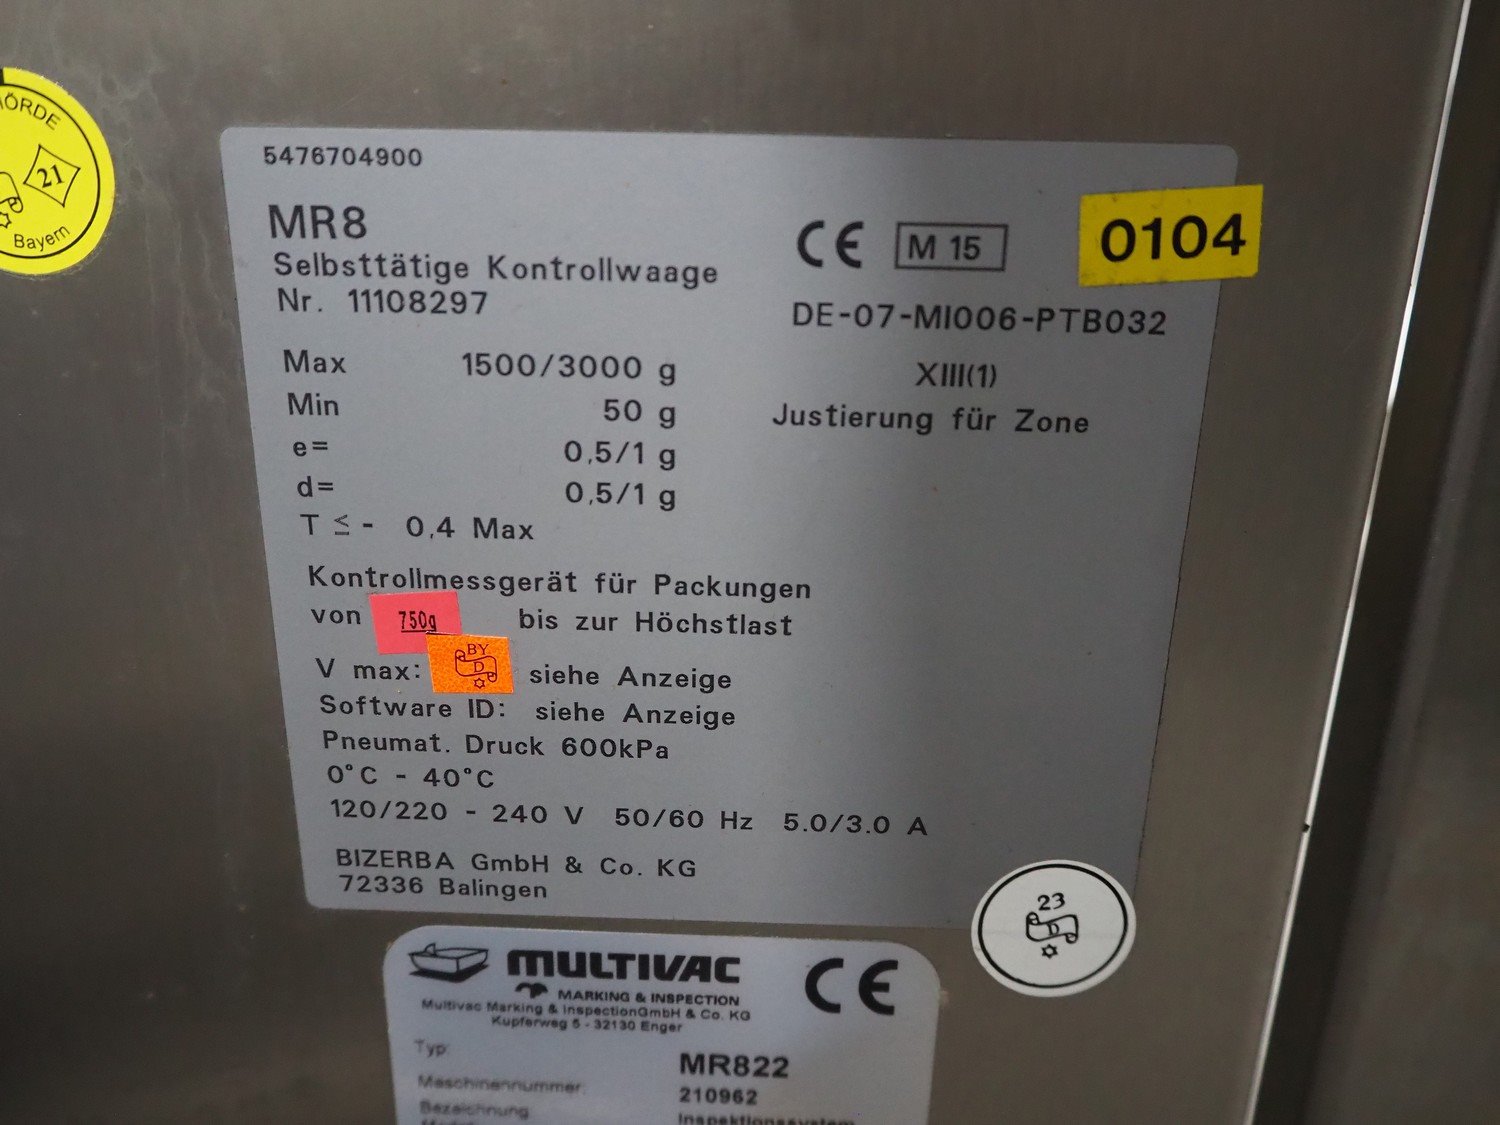 ÖRDE
21
Bayern
5476704900
MR8
Selbsttätige Kontrollwaage
Nr. 11108297
CE M 15 0104
DE-07-MI006-PTB032
Max 1500/3000 g
Min 50 g
e= 0,5/1 g
d= 0,5/1 g
T ≤ - 0,4 Max
XIII(1)
Justierung für Zone
Kontrollmessgerät für Packungen
von 750g bis zur Höchstlast
BY
D
V max: siehe Anzeige
Software ID: siehe Anzeige
Pneumat. Druck 600kPa
0°C - 40°C
120/220 - 240 V 50/60 Hz 5.0/3.0 A
BIZERBA GmbH & Co. KG
72336 Balingen
23
D
MULTIVAC CE
MARKING & INSPECTION
Multivac Marking & InspectionGmbH & Co. KG
Kupferweg 5 - 32130 Enger
Typ: MR822
Maschinennummer: 210962
Bezeichnung Inspektionssystem